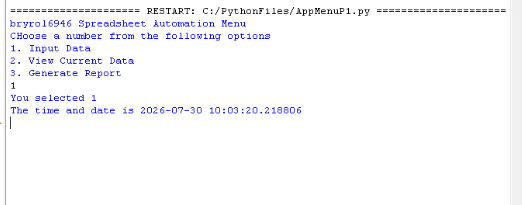 ===================== RESTART: C:/PythonFiles/AppMenuP1.py =====================
bryrol6946 Spreadsheet Automation Menu
CHoose a number from the following options
1. Input Data
2. View Current Data
3. Generate Report
1
You selected 1
The time and date is 2026-07-30 10:03:20.218806